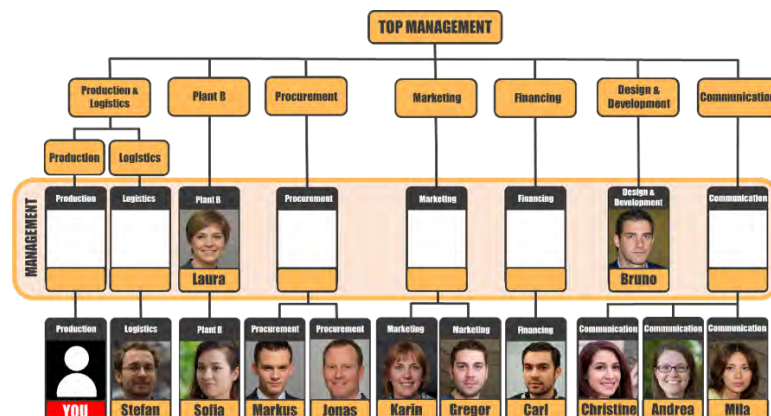 TOP MANAGEMENT
Production &
Logistics
Plant B
Procurement
Marketing
Financing
Design &
Development
Communication
Production
Logistics
MANAGEMENT
Production
Logistics
Plant B
Procurement
Marketing
Financing
Design &
Development
Communication
Laura
Bruno
Production
Logistics
Plant B
Procurement
Procurement
Marketing
Marketing
Financing
Communication
Communication
Communication
YOU
Stefan
Sofia
Markus
Jonas
Karin
Gregor
Carl
Christine
Andrea
Mila